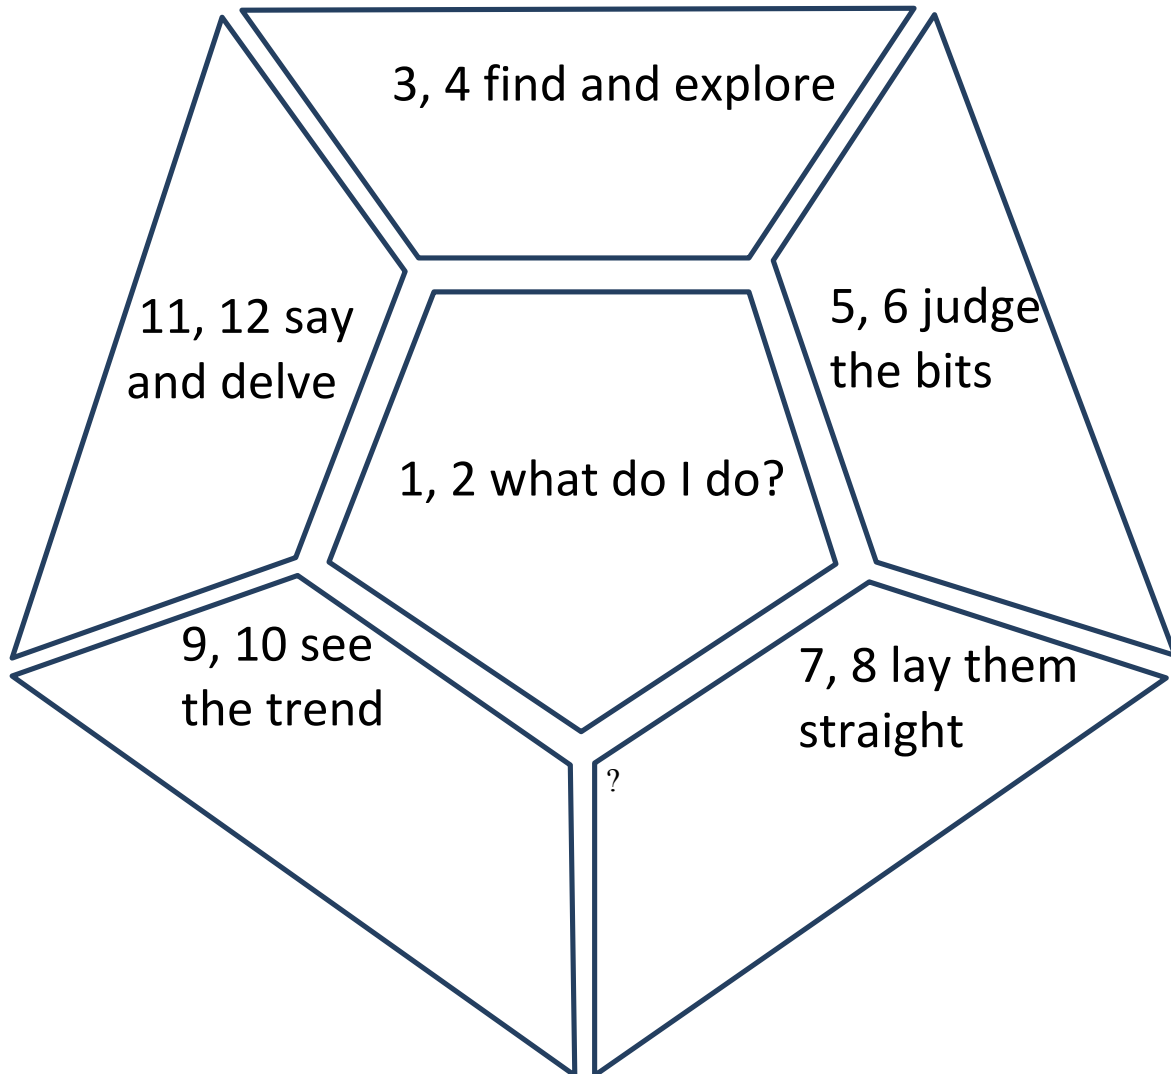 3, 4 find and explore
5, 6 judge
the bits
11, 12 say
and delve
1, 2 what do I do?
9, 10 see
the trend
7, 8 lay them
straight
?